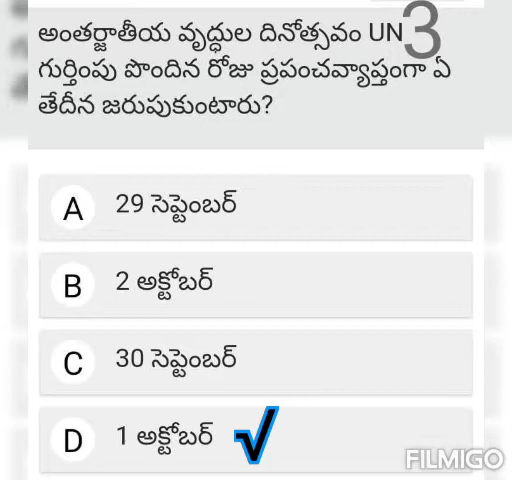 అంతర్జాతీయ వృద్ధుల దినోత్సవం UN
3
గుర్తింపు పొందిన రోజు ప్రపంచవ్యాప్తంగా ఏ
తేదీన జరుపుకుంటారు?
A 29 సెప్టెంబర్
B 2 అక్టోబర్
C 30 సెప్టెంబర్
D 1 అక్టోబర్
FILMIGO